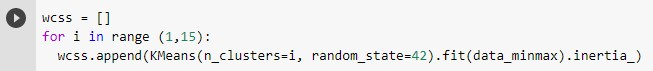 wcss = []
for i in range (1,15):
  wcss.append(KMeans(n_clusters=i, random_state=42).fit(data_minmax).inertia_)